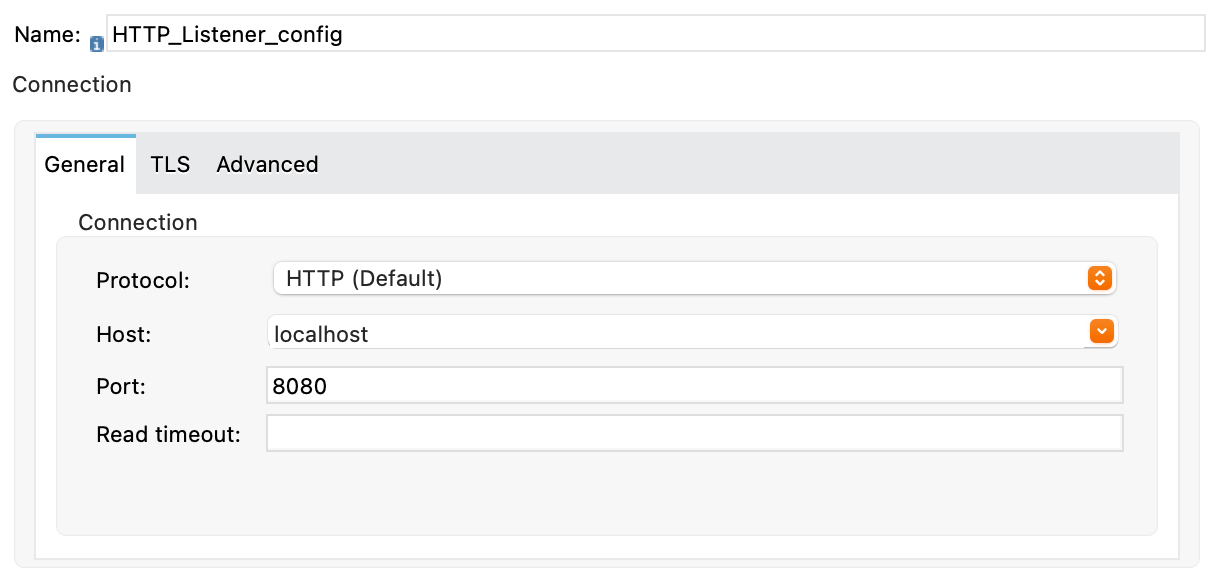 Name: HTTP_Listener_config
Connection
General TLS Advanced
Connection
Protocol: HTTP (Default)
Host: localhost
Port: 8080
Read timeout: